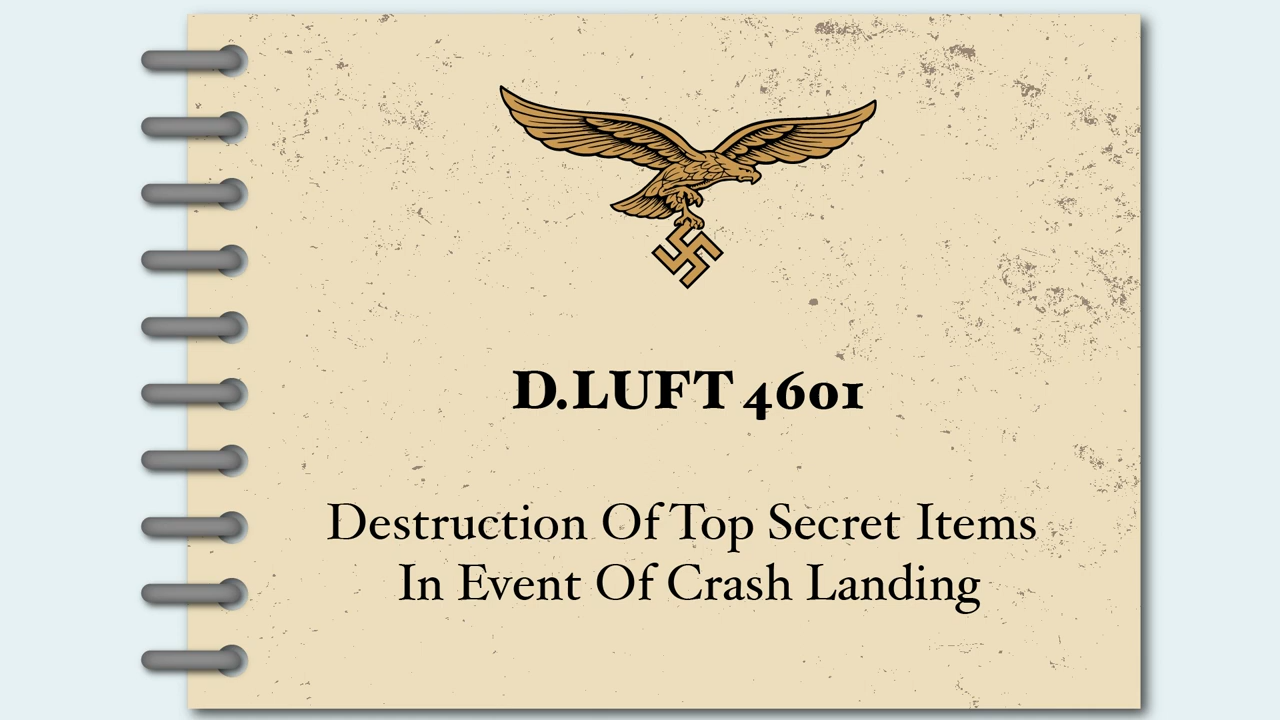 D.LUFT 4601
Destruction Of Top Secret Items
In Event Of Crash Landing